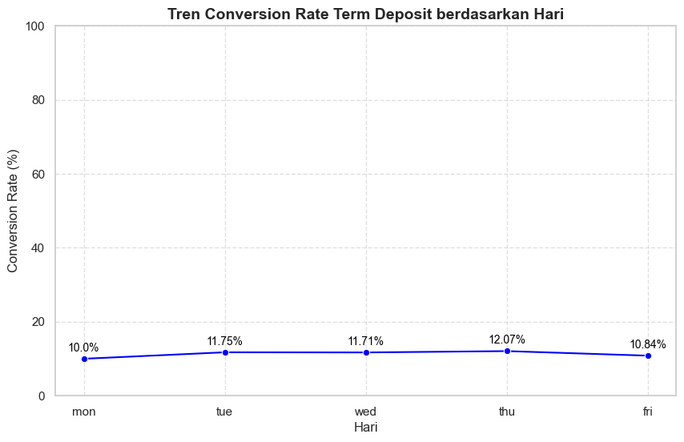 Tren Conversion Rate Term Deposit berdasarkan Hari
Conversion Rate (%)
100
80
60
40
20
0
10.0%
11.75%
11.71%
12.07%
10.84%
mon
tue
wed
thu
fri
Hari